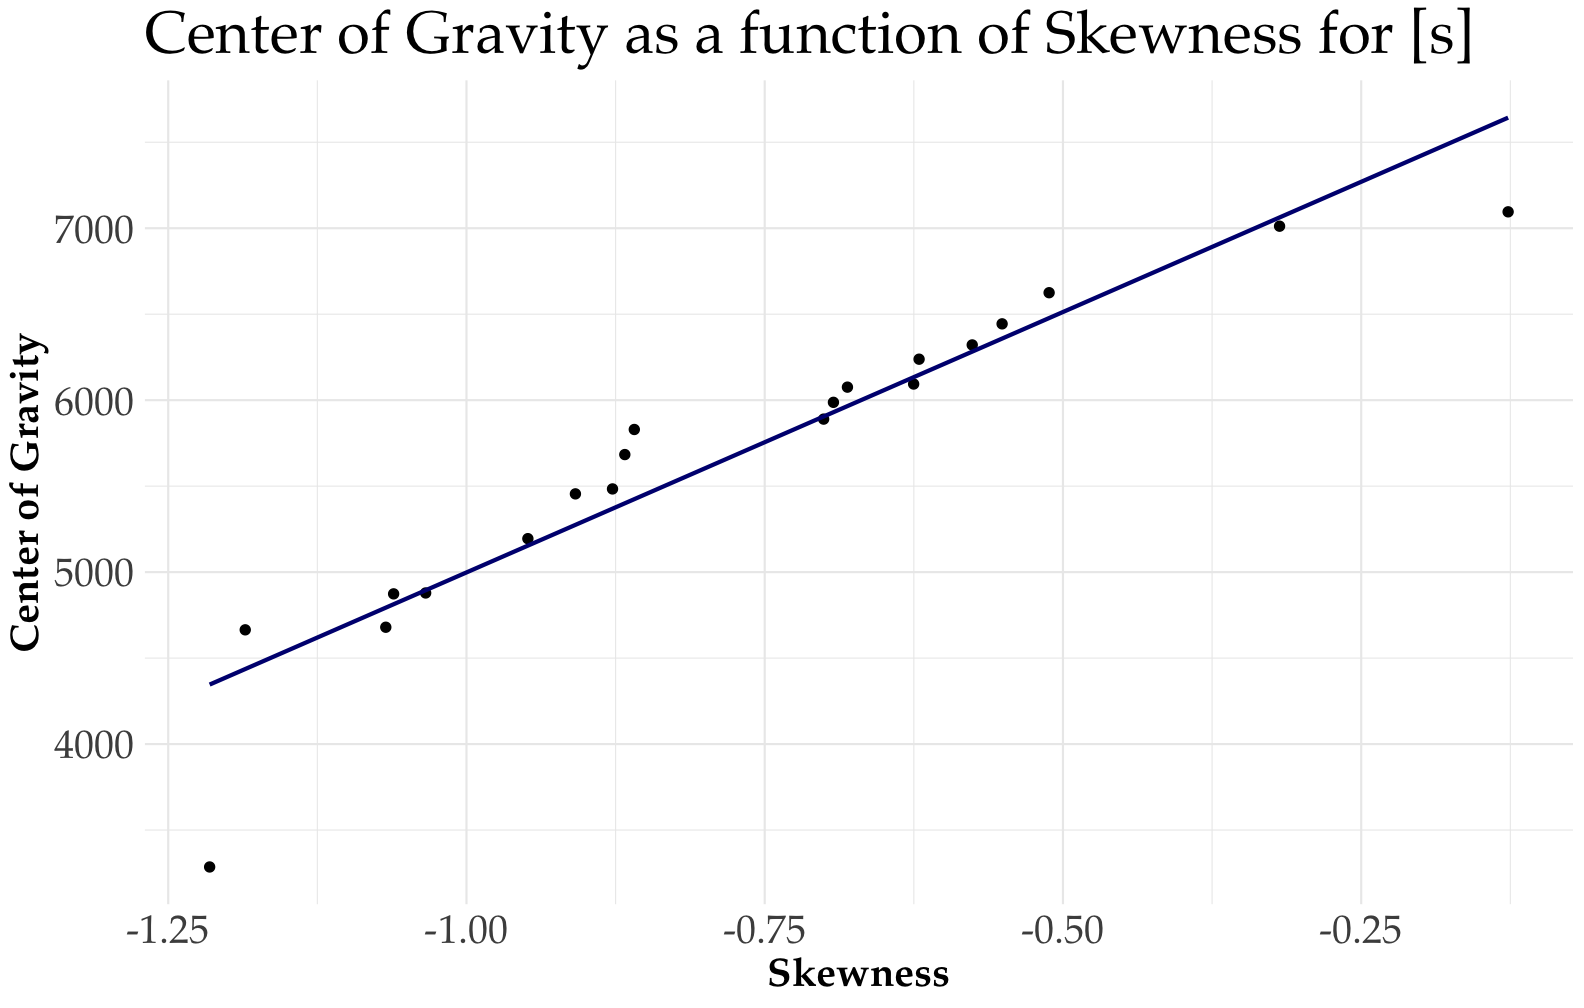 Center of Gravity as a function of Skewness for [s]
Center of Gravity
7000
6000
5000
4000
-1.25 -1.00 -0.75 -0.50 -0.25
Skewness